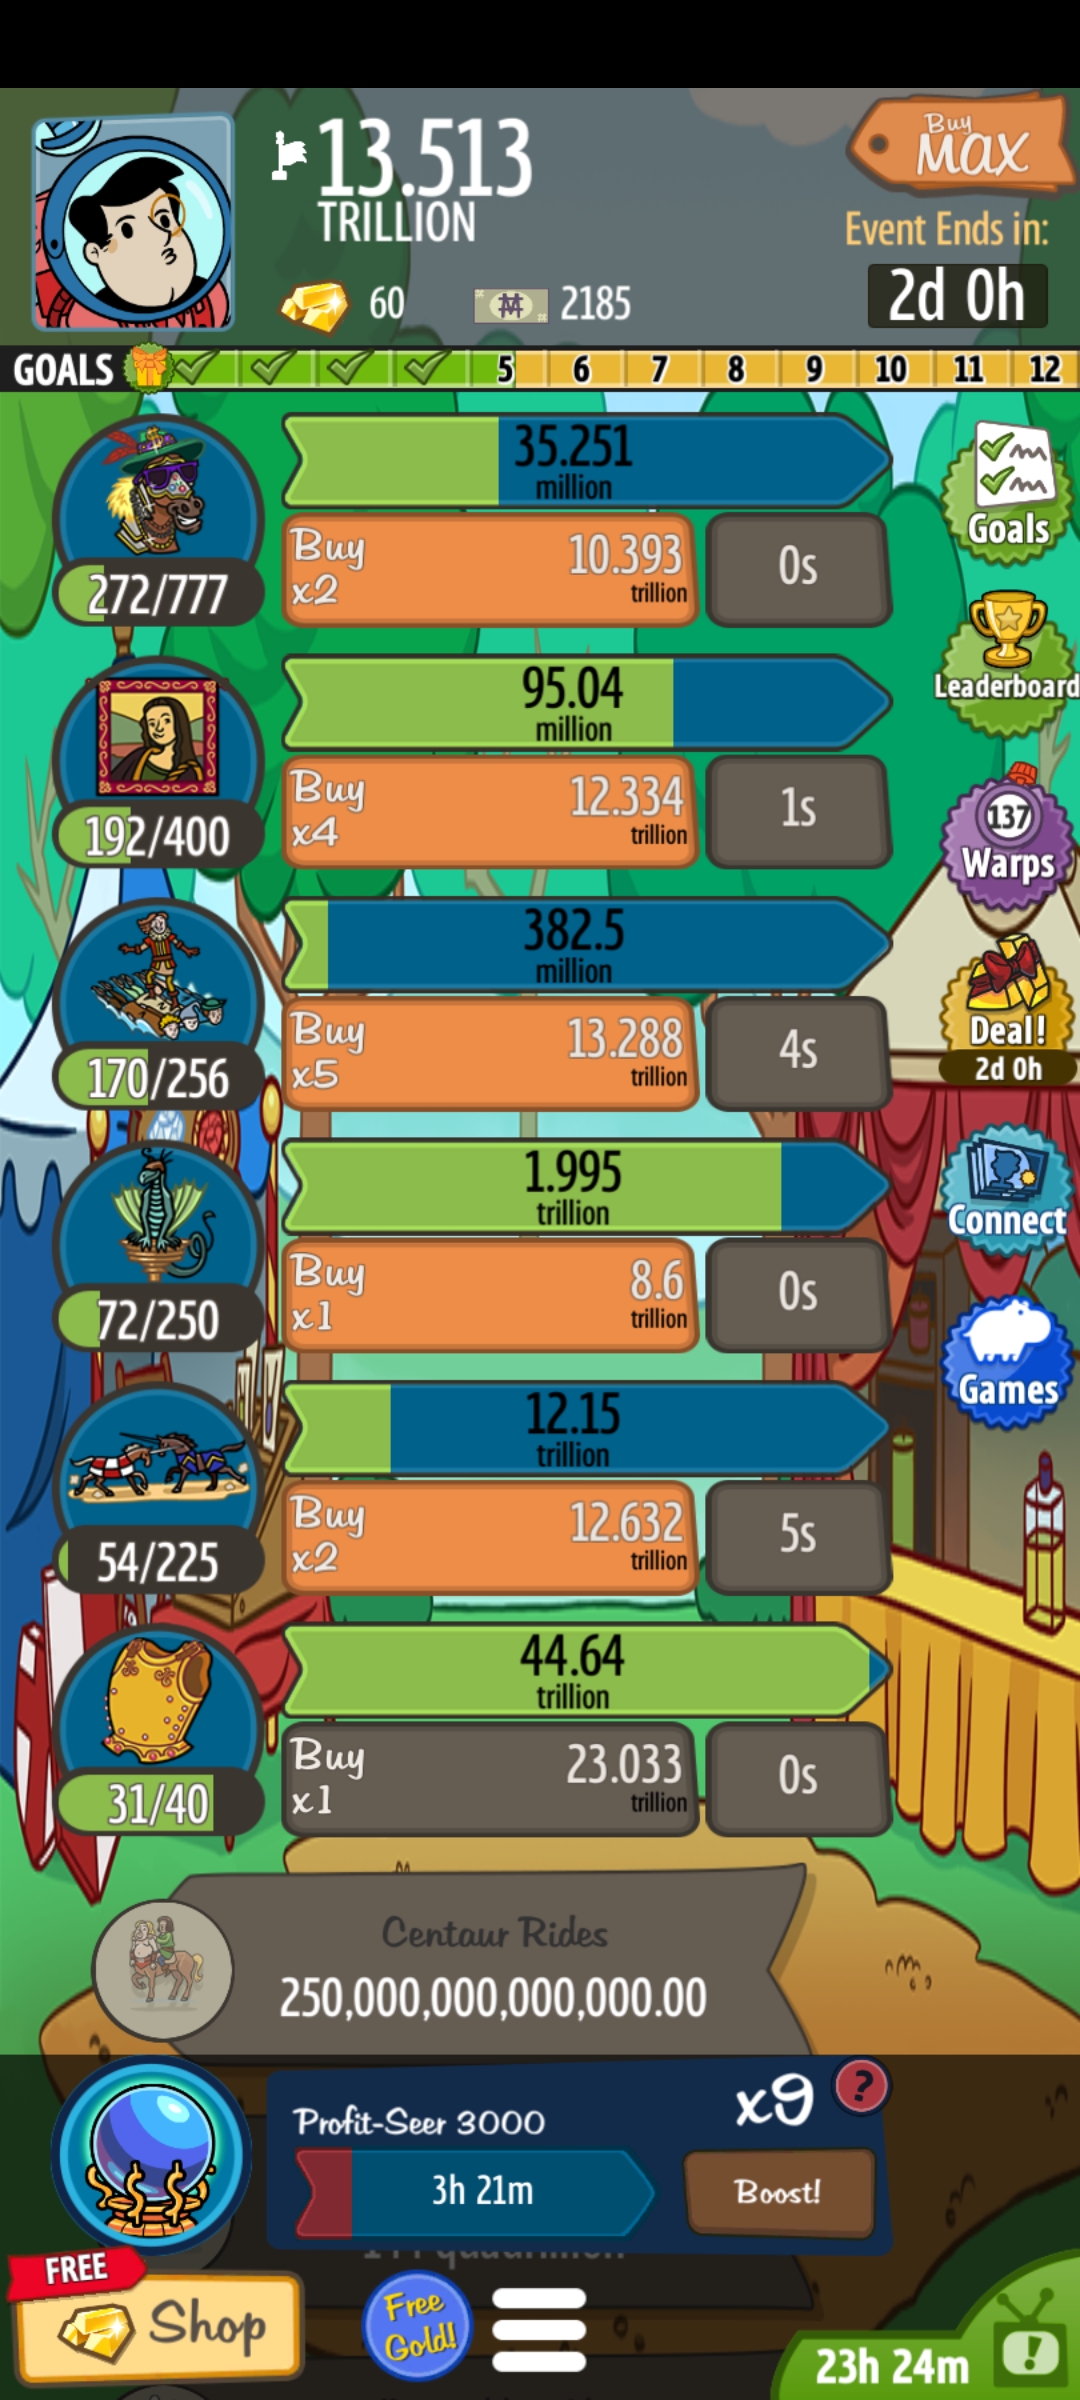 13.513
TRILLION
Buy
MAX
Event Ends in:
2d 0h
60
2185
GOALS
5 6 7 8 9 10 11 12
35.251
million
Buy
x2
10.393
trillion
0s
272/777
Goals
Leaderboard
95.04
million
Buy
x4
12.334
trillion
1s
192/400
137
Warps
382.5
million
Buy
x5
13.288
trillion
4s
170/256
Deal!
2d 0h
1.995
trillion
Buy
x1
8.6
trillion
0s
72/250
Connect
Games
12.15
trillion
Buy
x2
12.632
trillion
5s
54/225
44.64
trillion
Buy
x1
23.033
trillion
0s
31/40
Centaur Rides
250,000,000,000,000.00
Profit-Seer 3000
x9
?
3h 21m
Boost!
FREE
Shop
Free
Gold!
23h 24m